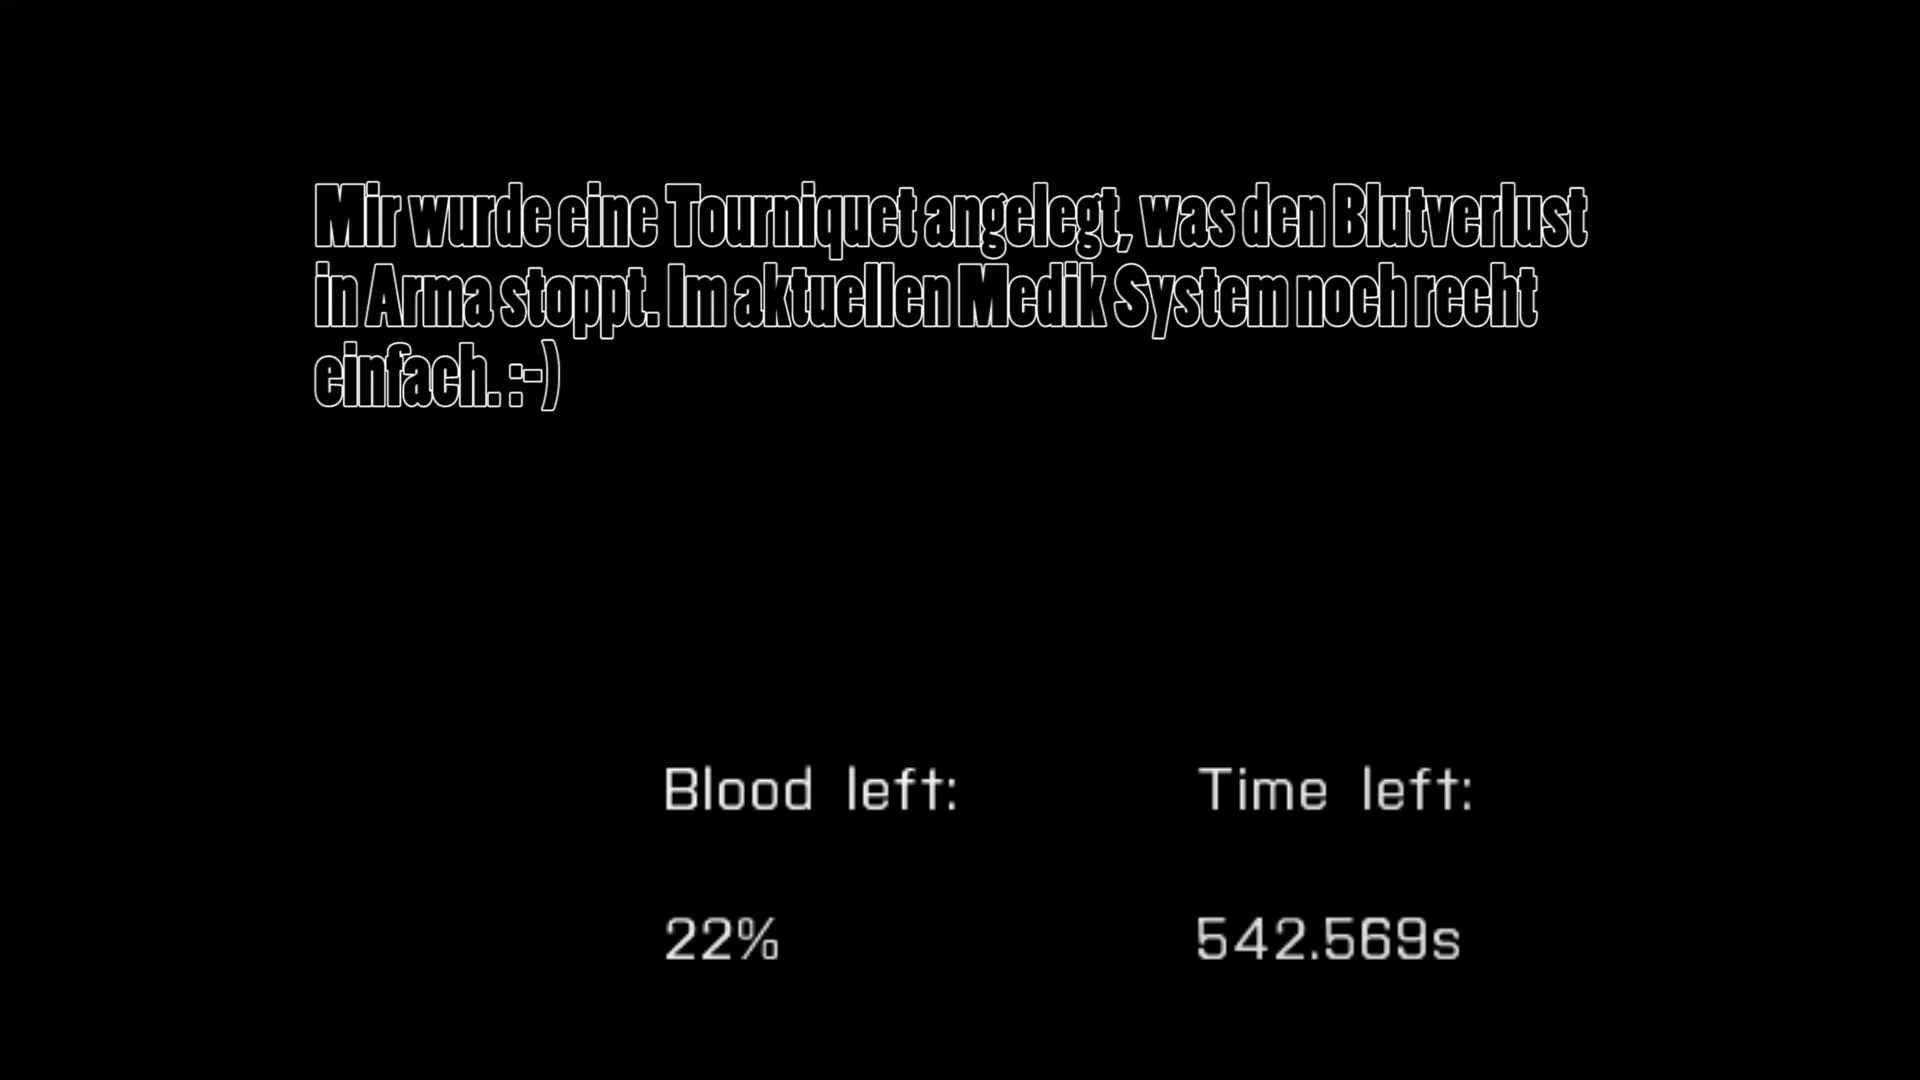 Mir wurde eine Tourniquet angelegt, was den Blutverlust
in Arma stoppt. Im aktuellen Medik System noch recht
einfach. :-)
Blood left:
Time left:
22%
542.569s